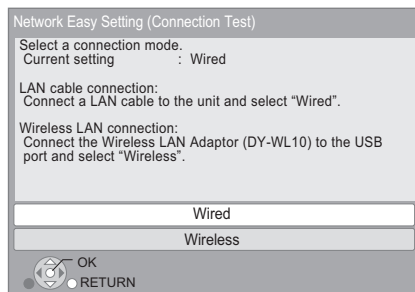 Network Easy Setting (Connection Test)
Select a connection mode.
Current setting : Wired
LAN cable connection:
Connect a LAN cable to the unit and select “Wired”.
Wireless LAN connection:
Connect the Wireless LAN Adaptor (DY-WL10) to the USB
port and select “Wireless”.
Wired
Wireless
OK
RETURN